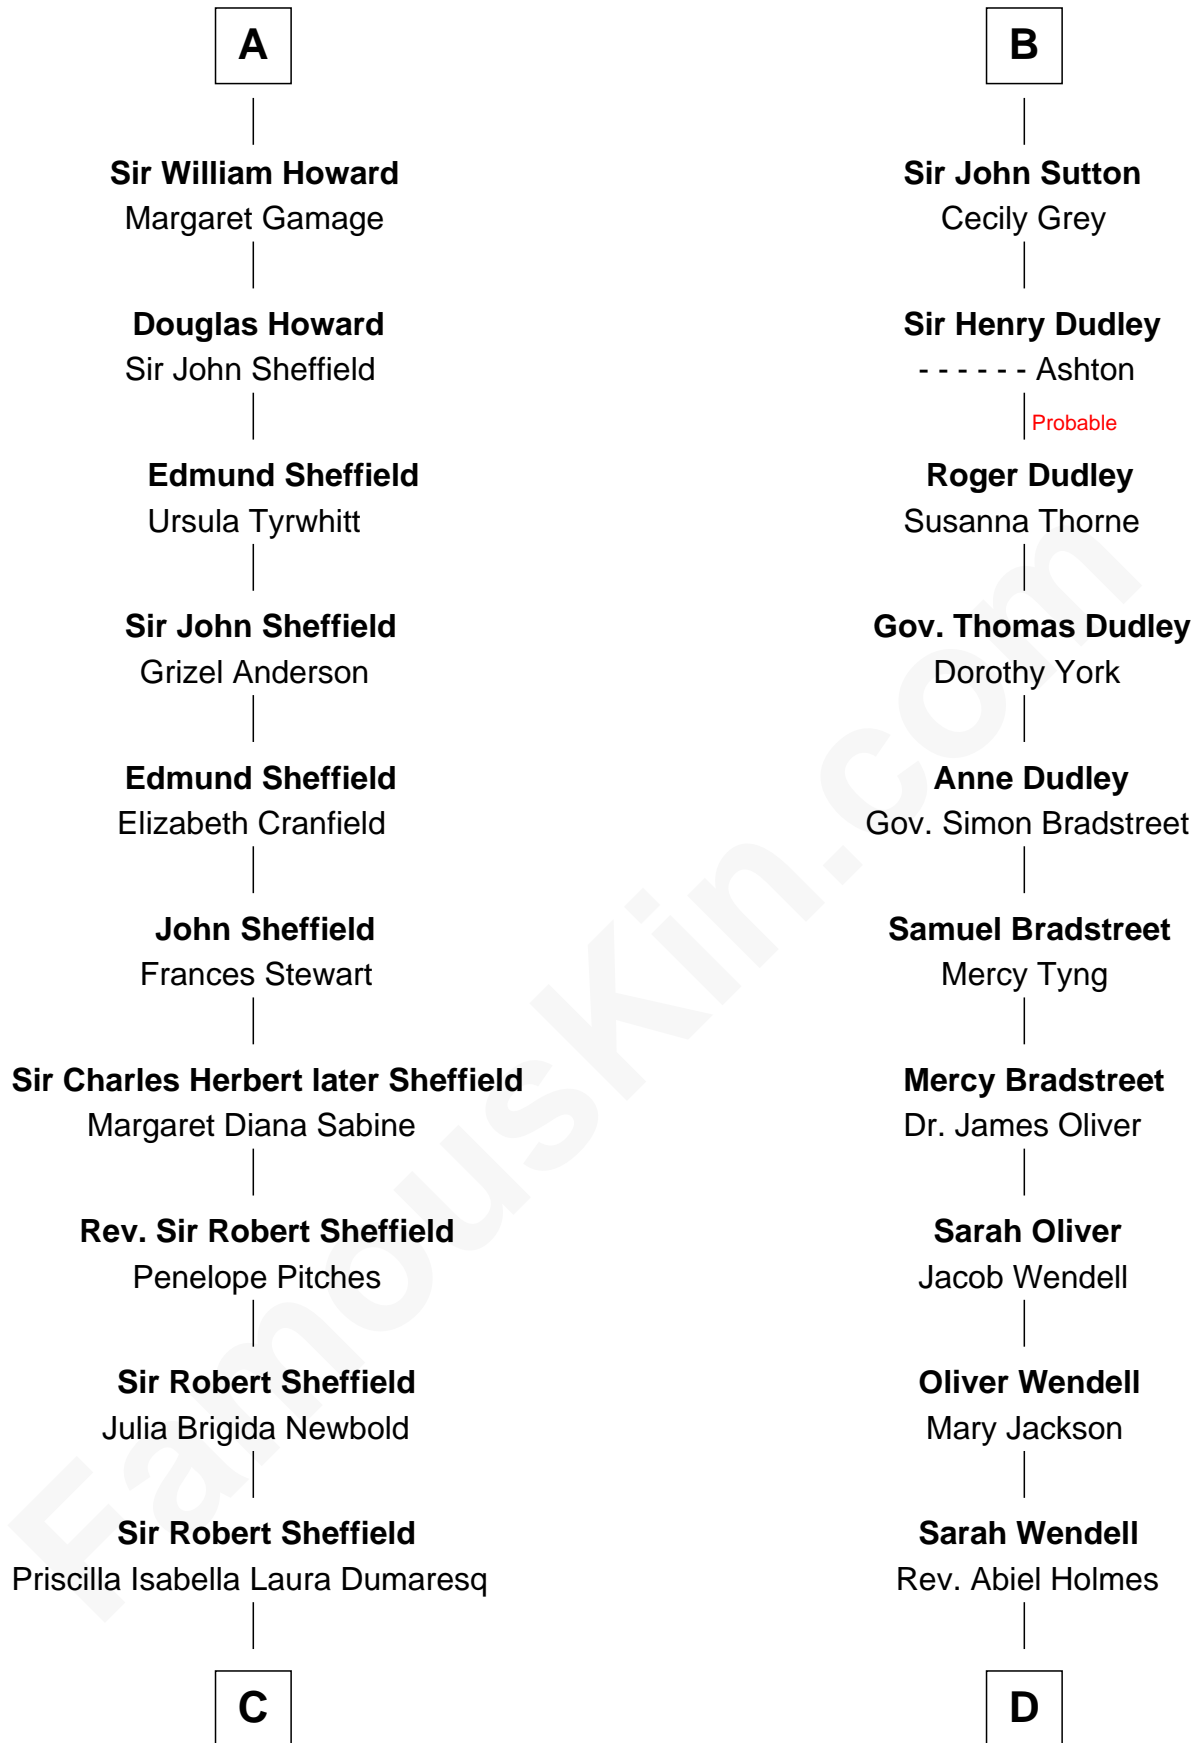 A
B
Sir William Howard
Margaret Gamage
Sir John Sutton
Cecily Grey
Douglas Howard
Sir John Sheffield
Sir Henry Dudley
- - - - - - Ashton
Probable
Edmund Sheffield
Ursula Tyrwhitt
Roger Dudley
Susanna Thorne
Sir John Sheffield
Grizel Anderson
Gov. Thomas Dudley
Dorothy York
Edmund Sheffield
Elizabeth Cranfield
Anne Dudley
Gov. Simon Bradstreet
John Sheffield
Frances Stewart
Samuel Bradstreet
Mercy Tyng
Sir Charles Herbert later Sheffield
Margaret Diana Sabine
Mercy Bradstreet
Dr. James Oliver
Rev. Sir Robert Sheffield
Penelope Pitches
Sarah Oliver
Jacob Wendell
Sir Robert Sheffield
Julia Brigida Newbold
Oliver Wendell
Mary Jackson
Sir Robert Sheffield
Priscilla Isabella Laura Dumaresq
Sarah Wendell
Rev. Abiel Holmes
C
D
FamousKin.com